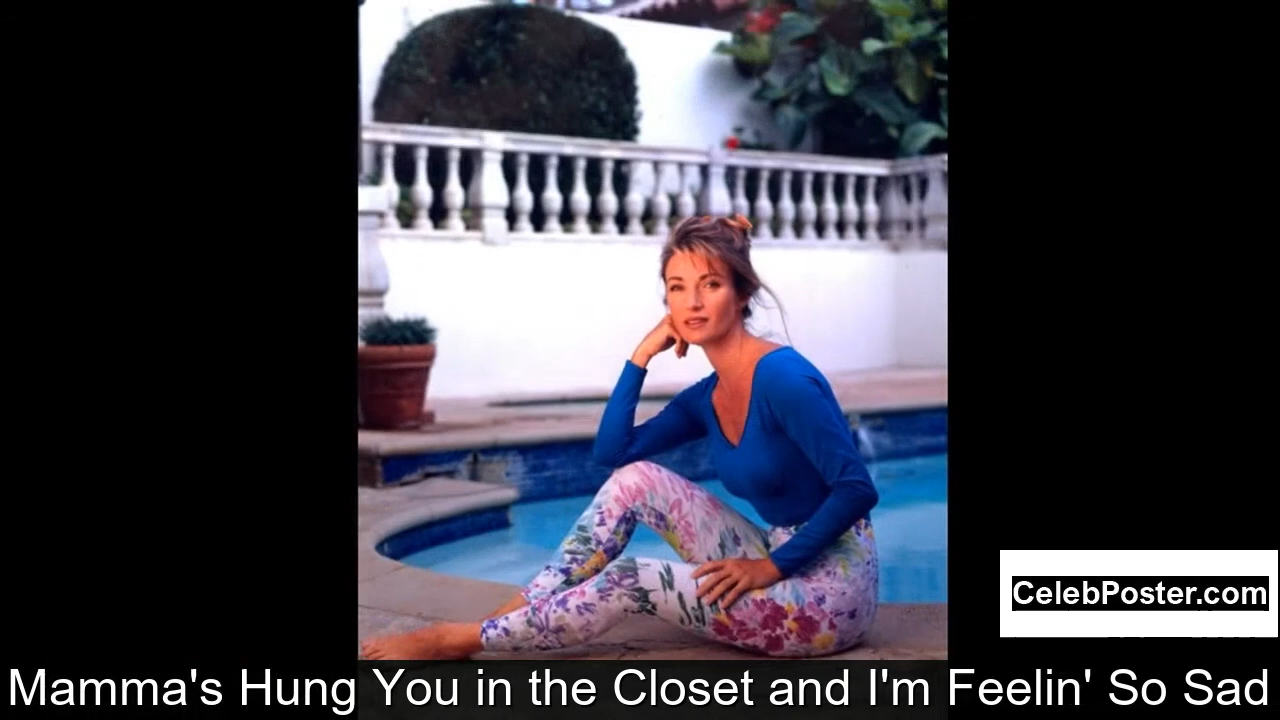 CelebPoster.com
Mamma's Hung You in the Closet and I'm Feelin' So Sad